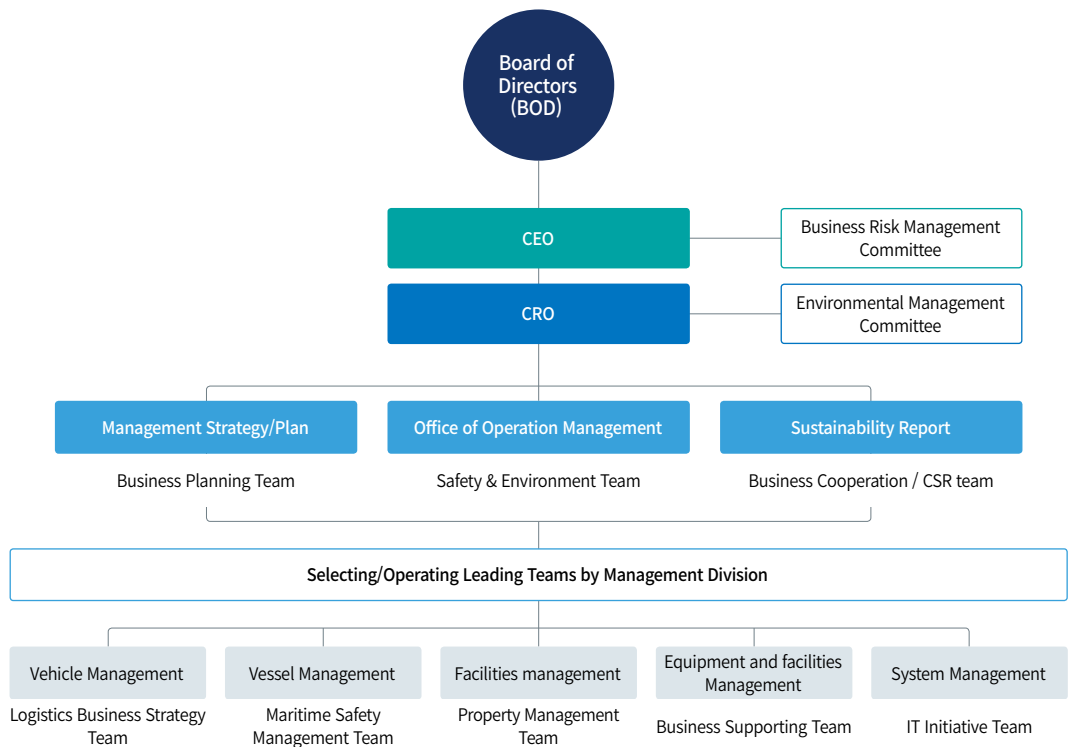 Board of
Directors
(BOD)
CEO
Business Risk Management
Committee
CRO
Environmental Management
Committee
Management Strategy/Plan
Office of Operation Management
Sustainability Report
Business Planning Team
Safety & Environment Team
Business Cooperation / CSR team
Selecting/Operating Leading Teams by Management Division
Vehicle Management
Vessel Management
Facilities management
Equipment and facilities
Management
System Management
Logistics Business Strategy
Team
Maritime Safety
Management Team
Property Management
Team
Business Supporting Team
IT Initiative Team